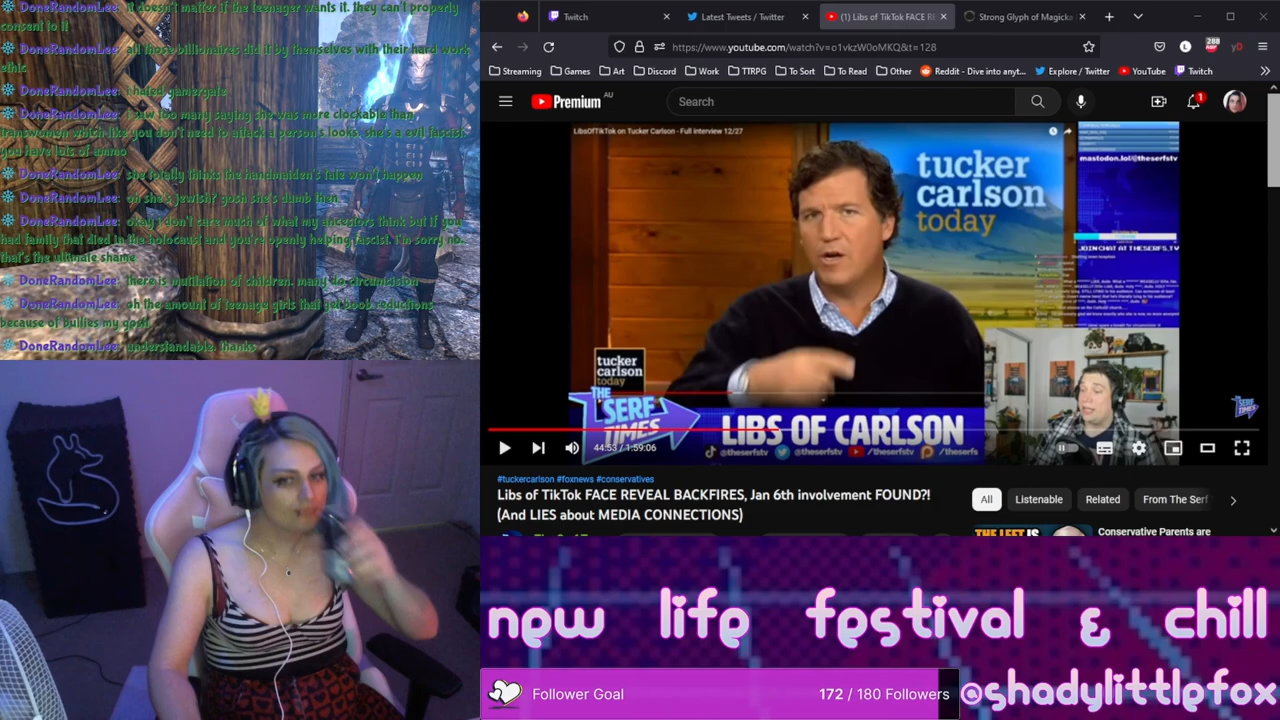 it doesn't matter if the teenager wants it. they can't properly
consent to it
DoneRandomLee: all those billionaires did it by themselves with their hard work
ethic
DoneRandomLee: i hated gamergate
DoneRandomLee: i saw too many saying she was more clockable than
transwomen which like you don't need to attack a person's looks, she's a evil fascist.
you have lots of ammo
DoneRandomLee: she totally thinks the handmaiden's tale won't happen
DoneRandomLee: oh she's jewish? gosh she's dumb then
DoneRandomLee: okay i don't care much of what my ancestors think but if you
had family that died in the holocaust and you're openly helping fascist. I'm sorry no.
that's the ultimate shame
DoneRandomLee: there is mutilation of children. many to circumcision
DoneRandomLee: oh the amount of teenage girls that get boob reductions
because of bullies my gosh
DoneRandomLee: understandable. thanks
Twitch
Latest Tweets / Twitter
(1) Libs of TikTok FACE RE
Strong Glyph of Magicka
https://www.youtube.com/watch?v=o1vkzW0oMKQ&t=128
288
Streaming
Games
Art
Discord
Work
TTRPG
To Sort
To Read
Other
Reddit - Dive into anyt...
Explore / Twitter
YouTube
Twitch
Premium AU
Search
1
LibsOfTikTok on Tucker Carlson - Full Interview 12/27
mastodon.lol/@theserfstv
tucker
carlson
today
JOIN CHAT AT THESERFS.TV
tucker
carlson
today
THE
SERF
TIMES
LIBS OF CARLSON
@theserfstv
@theserfstv
/theserfstv
/theserfs
44:53 / 1:59:06
#tuckercarlson #foxnews #conservatives
Libs of TikTok FACE REVEAL BACKFIRES, Jan 6th involvement FOUND?!
(And LIES about MEDIA CONNECTIONS)
All
Listenable
Related
From The Serf
THE LEFT IS
Conservative Parents are
new life festival & chill
Follower Goal
172 / 180 Followers
@shadylittlefox